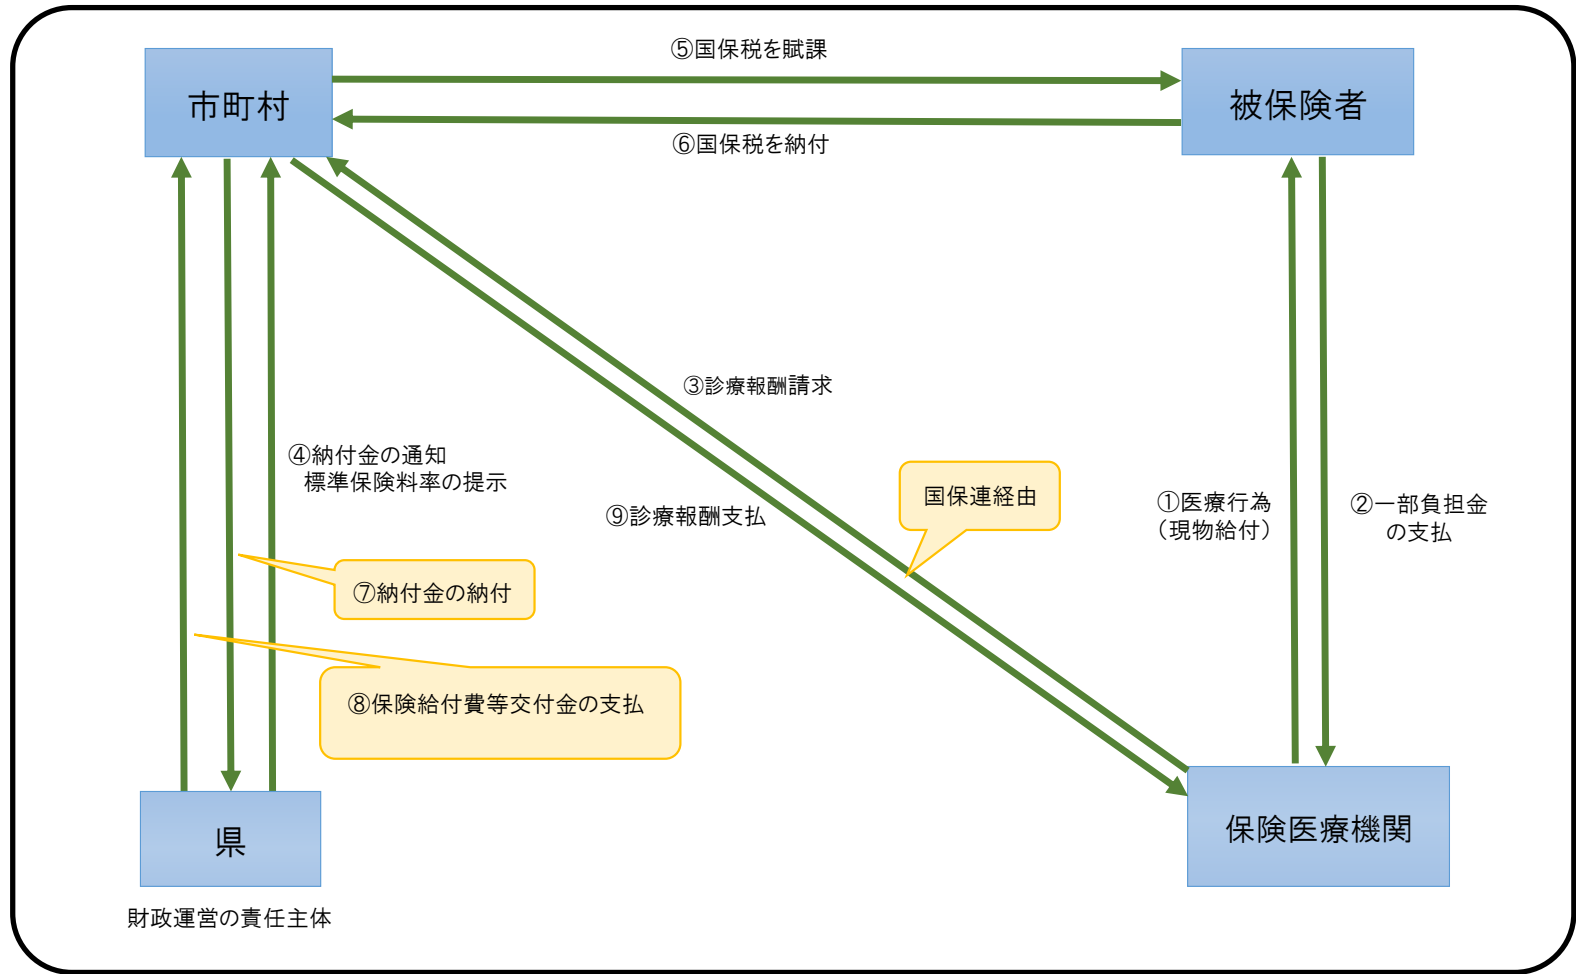 ⑤国保税を賦課
市町村
被保険者
⑥国保税を納付
③診療報酬請求
④納付金の通知
標準保険料率の提示
国保連経由
①医療行為
（現物給付）
②一部負担金
の支払
⑨診療報酬支払
⑦納付金の納付
⑧保険給付費等交付金の支払
県
保険医療機関
財政運営の責任主体